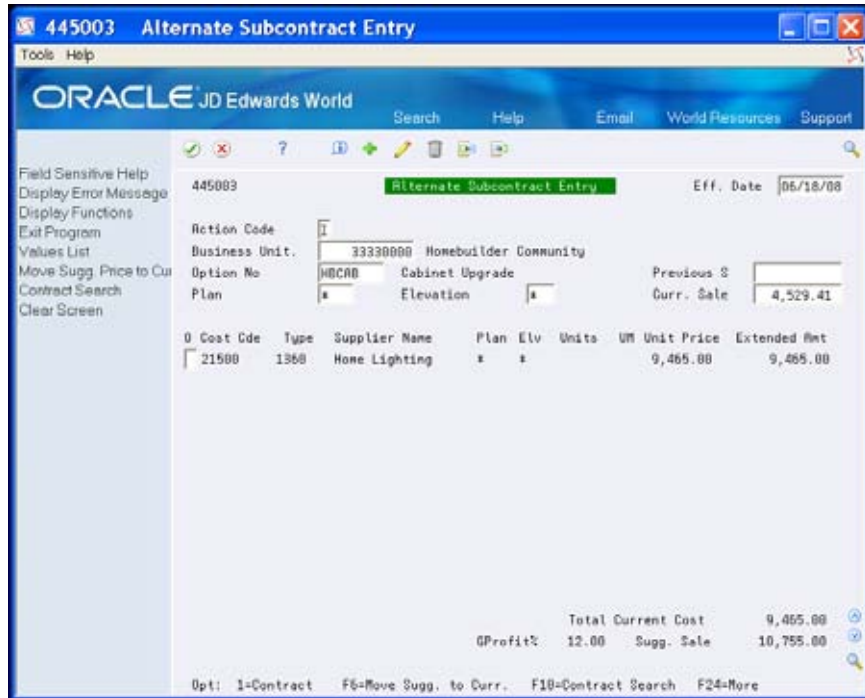 445003 Alternate Subcontract Entry
Tools Help
ORACLE JD Edwards World
Search Help Email World Resources Support
Field Sensitive Help
Display Error Message
Display Functions
Exit Program
Values List
Move Sugg. Price to Cur
Contract Search
Clear Screen
445003 Alternate Subcontract Entry Eff. Date 06/18/08
Action Code I
Business Unit. 33330000 Homebuilder Community
Option No HBCAB Cabinet Upgrade Previous S
Plan * Elevation * Curr. Sale 4,529.41
O Cost Cde Type Supplier Name Plan Elv Units UM Unit Price Extended Amt
21500 1360 Home Lighting * * 9,465.00 9,465.00
Total Current Cost 9,465.00
GProfit% 12.00 Sugg. Sale 10,755.00
Opt: 1=Contract F6=Move Sugg. to Curr. F10=Contract Search F24=More